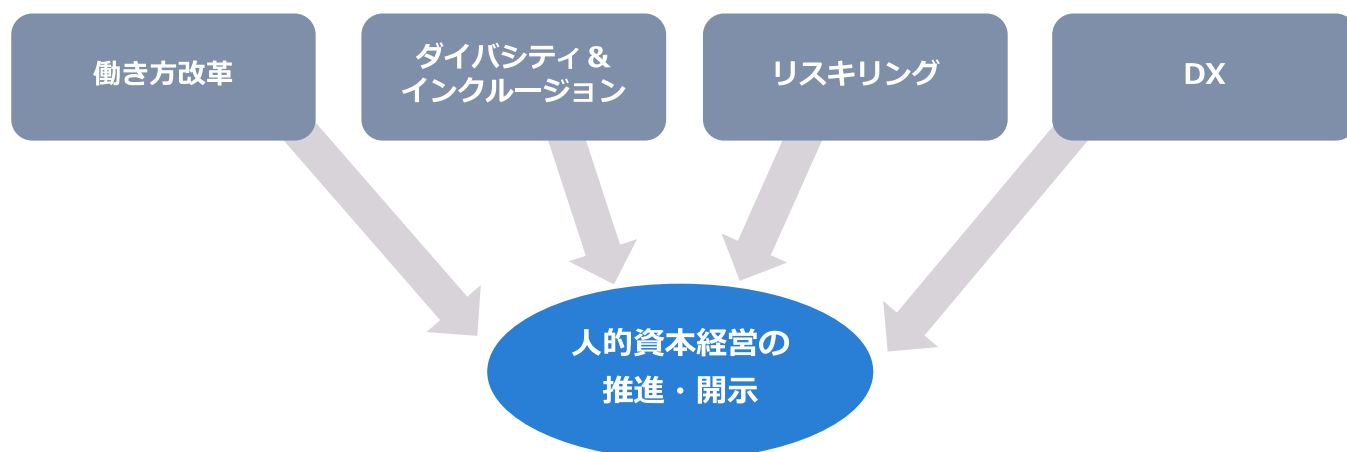 働き方改革
ダイバシティ&
インクルージョン
リスキリング
DX
人的資本経営の
推進・開示